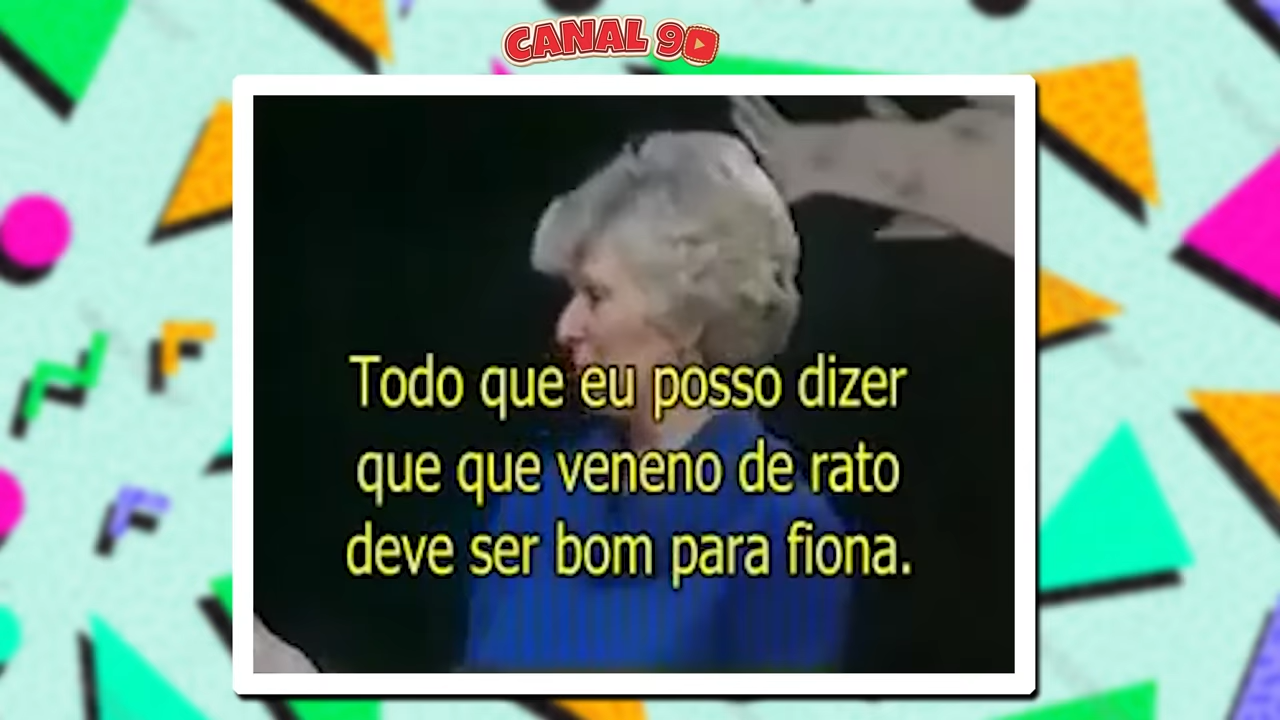 CANAL 90
Todo que eu posso dizer
que que veneno de rato
deve ser bom para fiona.